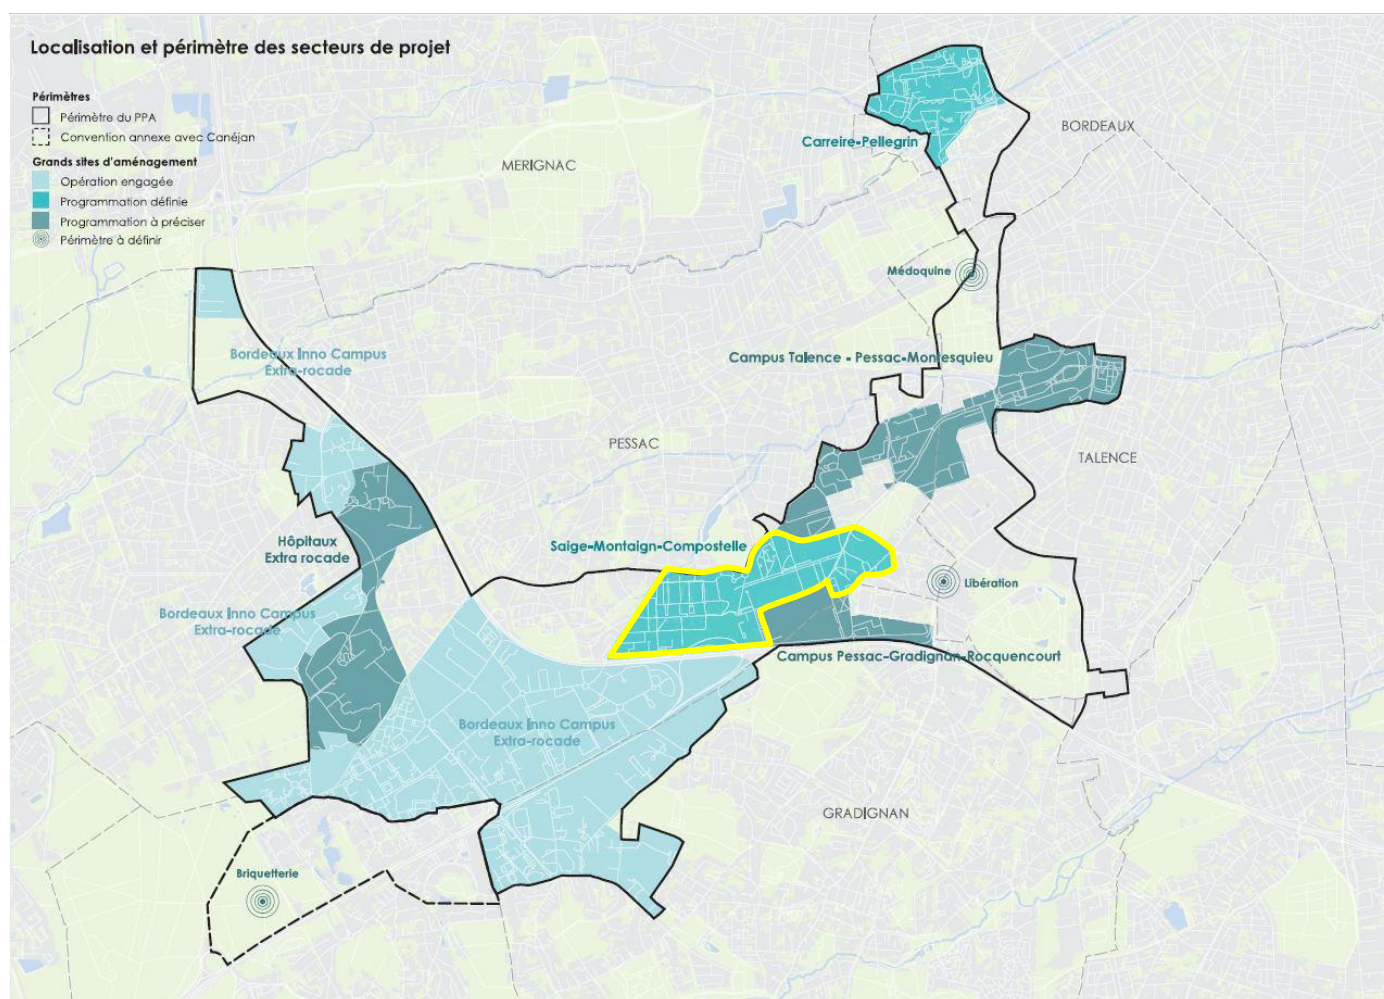 Localisation et périmètre des secteurs de projet
Périmètres
Périmètre du PPA
Convention annexe avec Canéjan
Grands sites d'aménagement
Opération engagée
Programmation définie
Programmation à préciser
Périmètre à définir
BORDEAUX
Carreire-Pellegrin
MERIGNAC
Médoquine
Bordeaux Inno Campus
Extra-rocade
Campus Talence - Pessac-Montesquieu
PESSAC
TALENCE
Hôpitaux
Extra rocade
Saige-Montaign-Compostelle
Libération
Bordeaux Inno Campus
Extra-rocade
Campus Pessac-Gradignan-Rocquencourt
Bordeaux Inno Campus
Extra-rocade
GRADIGNAN
Briquetterie